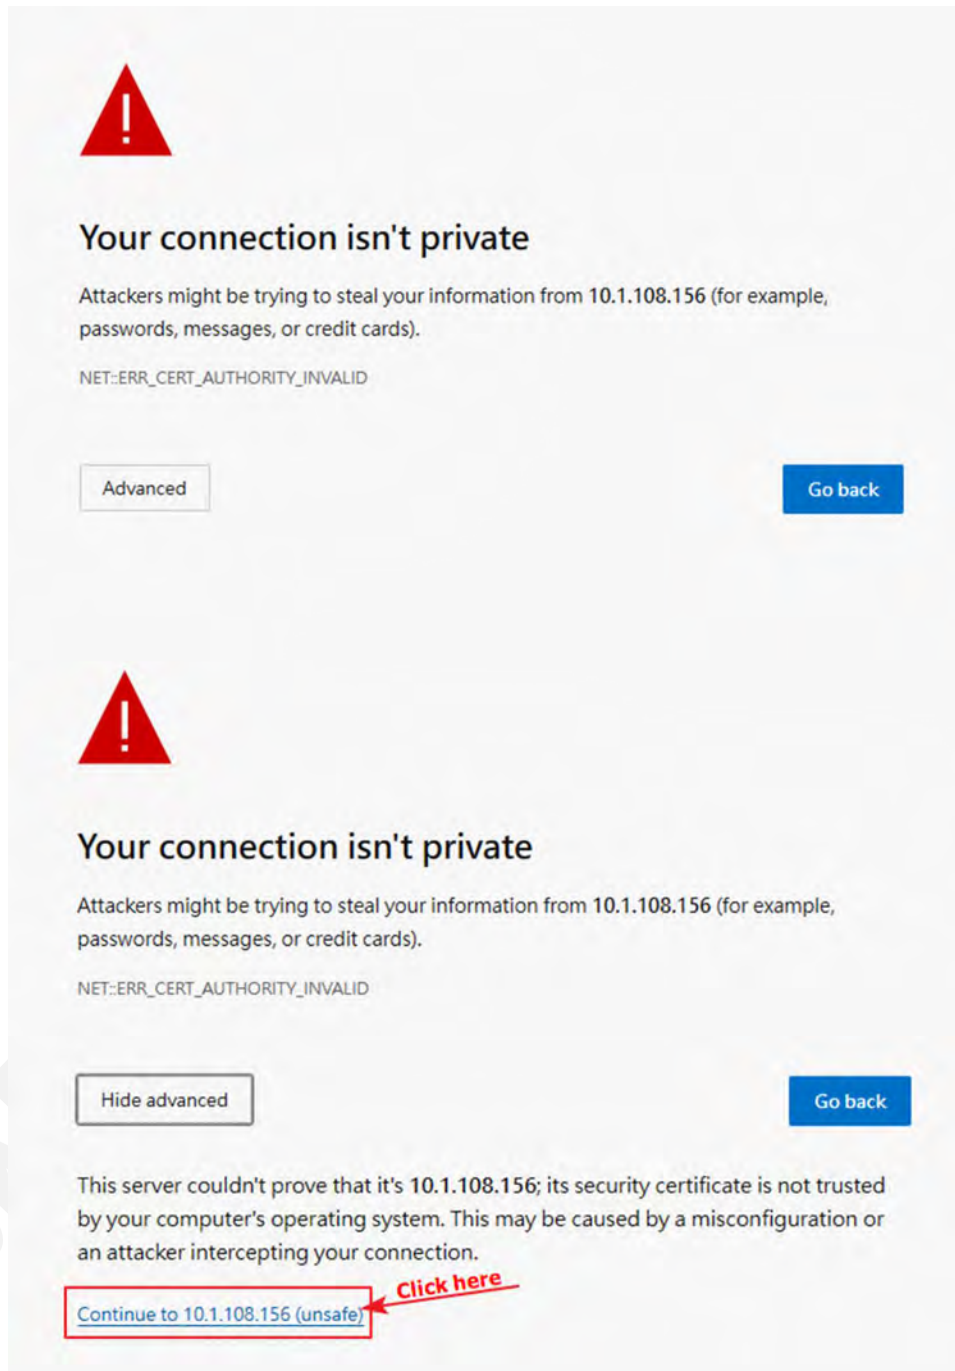 Your connection isn't private
Attackers might be trying to steal your information from 10.1.108.156 (for example,
passwords, messages, or credit cards).
NET::ERR_CERT_AUTHORITY_INVALID
Advanced
Go back
Your connection isn't private
Attackers might be trying to steal your information from 10.1.108.156 (for example,
passwords, messages, or credit cards).
NET::ERR_CERT_AUTHORITY_INVALID
Hide advanced
Go back
This server couldn't prove that it's 10.1.108.156; its security certificate is not trusted
by your computer's operating system. This may be caused by a misconfiguration or
an attacker intercepting your connection.
Click here
Continue to 10.1.108.156 (unsafe)